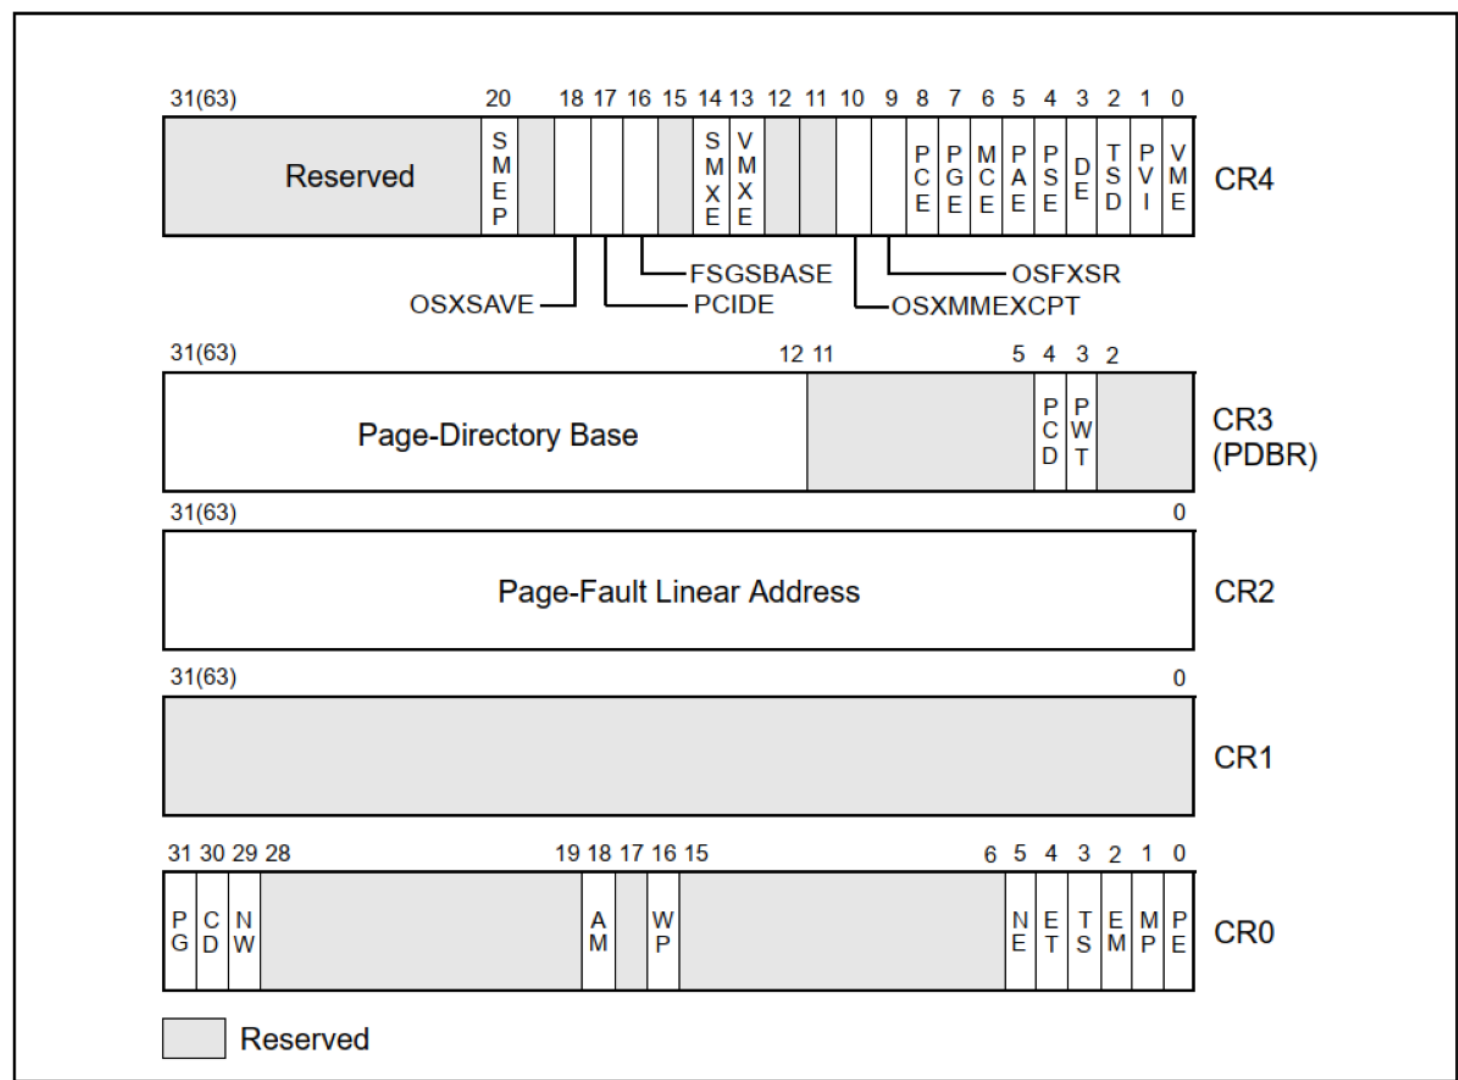 31(63) 20 18 17 16 15 14 13 12 11 10 9 8 7 6 5 4 3 2 1 0
Reserved SMEP SMXE VMXE PCE PGE MCE PAE PSE DE TSD PVI VME CR4
FSGSBASE OSFXSR
OSXSAVE PCIDE OSXMMEXCPT
31(63) 12 11 5 4 3 2
Page-Directory Base PCD PWT CR3
(PDBR)
31(63) 0
Page-Fault Linear Address CR2
31(63) 0
CR1
31 30 29 28 19 18 17 16 15 6 5 4 3 2 1 0
PG CD NW AM WP NE ET TS EM MP PE CR0
Reserved